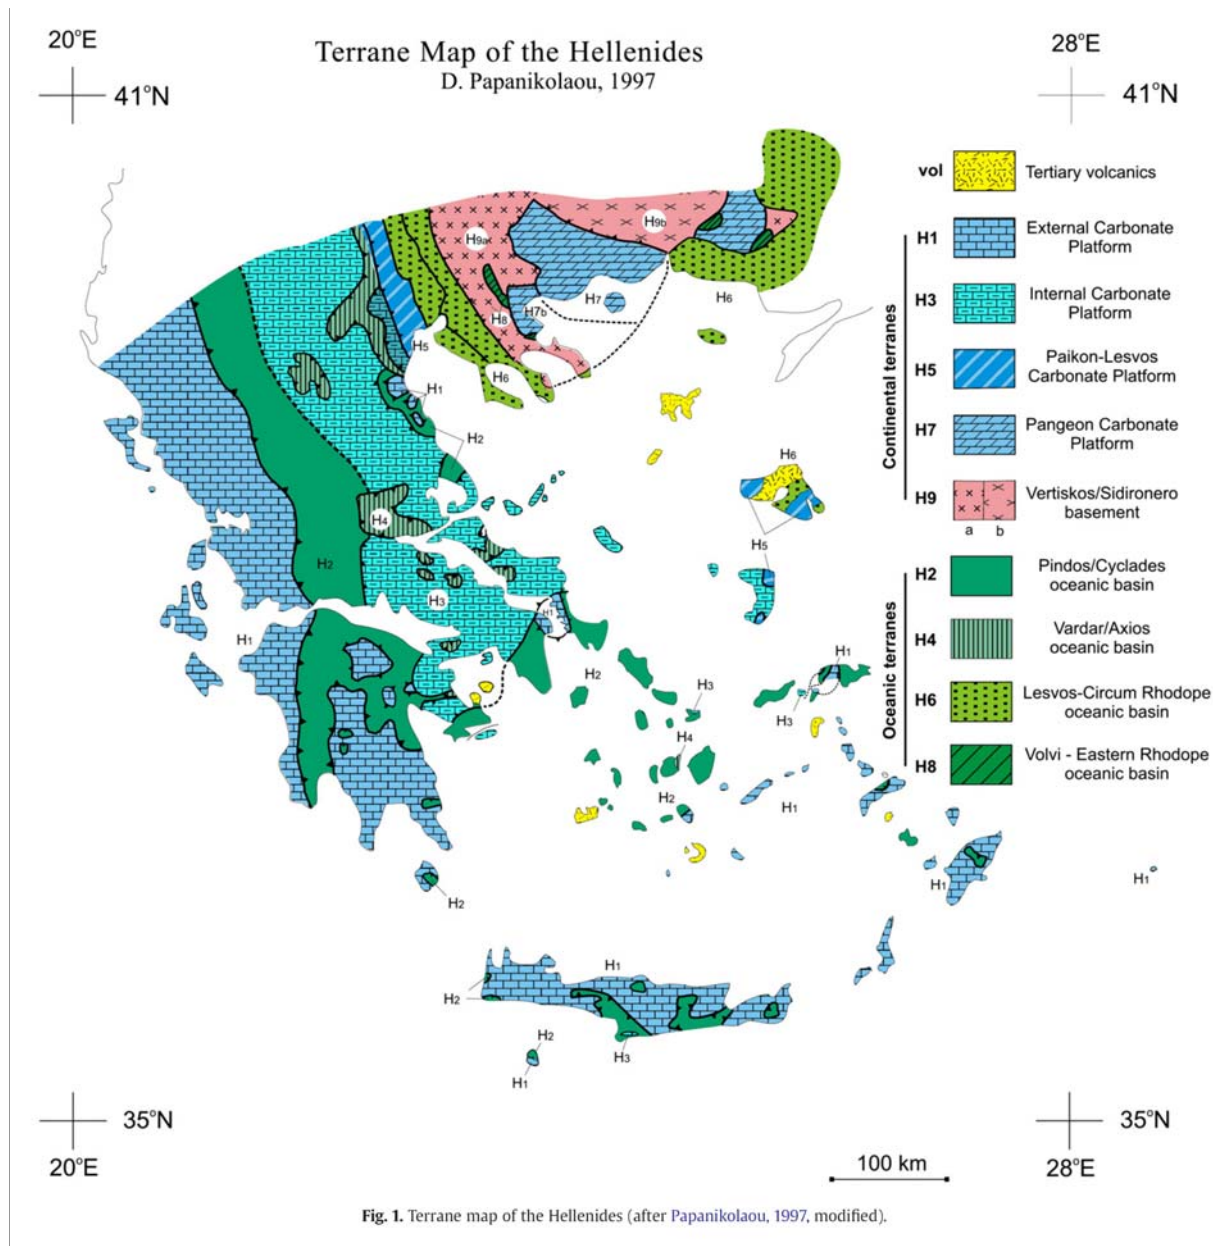 Terrane Map of the Hellenides
D. Papanikolaou, 1997
20°E
28°E
41°N
41°N
vol
Tertiary volcanics
Continental terranes
H1
External Carbonate
Platform
H3
Internal Carbonate
Platform
H5
Paikon-Lesvos
Carbonate Platform
H7
Pangeon Carbonate
Platform
H9
Vertiskos/Sidironero
basement
a b
Oceanic terranes
H2
Pindos/Cyclades
oceanic basin
H4
Vardar/Axios
oceanic basin
H6
Lesvos-Circum Rhodope
oceanic basin
H8
Volvi - Eastern Rhodope
oceanic basin
H9b
H9a
H7
H6
H7b
H8
H5
H6
H1
H2
H6
H4
H5
H2
H3
H1
H1
H1
H2
H3
H3
H4
H2
H1
H1
H1
H2
H1
H2
H2
H3
H1
35°N
35°N
20°E
28°E
100 km
Fig. 1. Terrane map of the Hellenides (after Papanikolaou, 1997, modified).